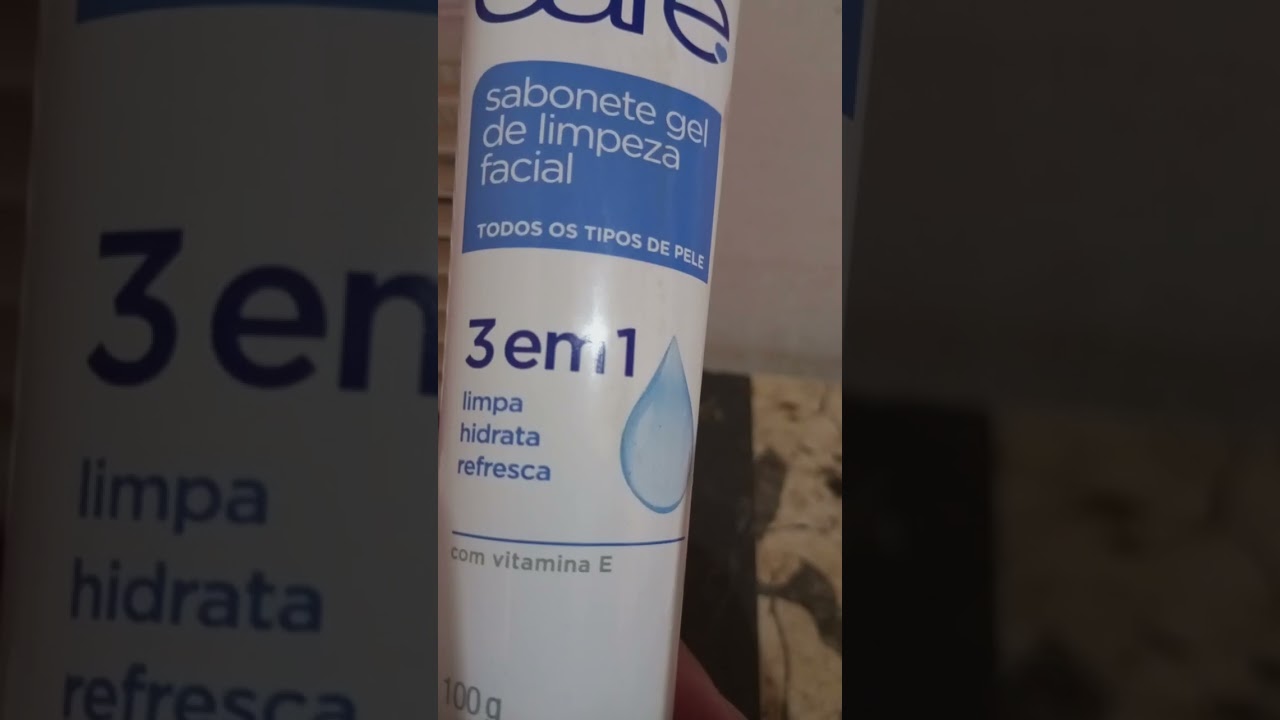 care
sabonete gel
de limpeza
facial
TODOS OS TIPOS DE PELE
3 em 1
limpa
hidrata
refresca
com vitamina E
100g